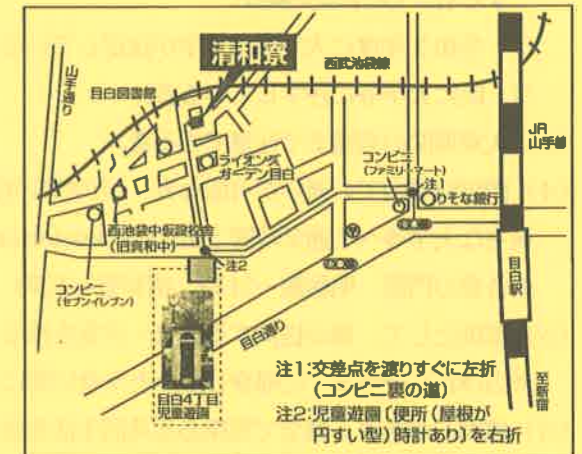 清和寮
西武池袋線
山手通り
目白図書館
JR
山手線
ライオンズ
ガーデン目白
コンビニ
(ファミリーマート)
注1
りそな銀行
西池袋中仮設校舎
(旧真和中)
注2
コンビニ
(セブンイレブン)
目白駅
目白通り
目白4丁目
児童遊園
至新宿
注1:交差点を渡りすぐに左折
(コンビニ裏の道)
注2:児童遊園〔便所(屋根が
円すい型)時計あり〕を右折